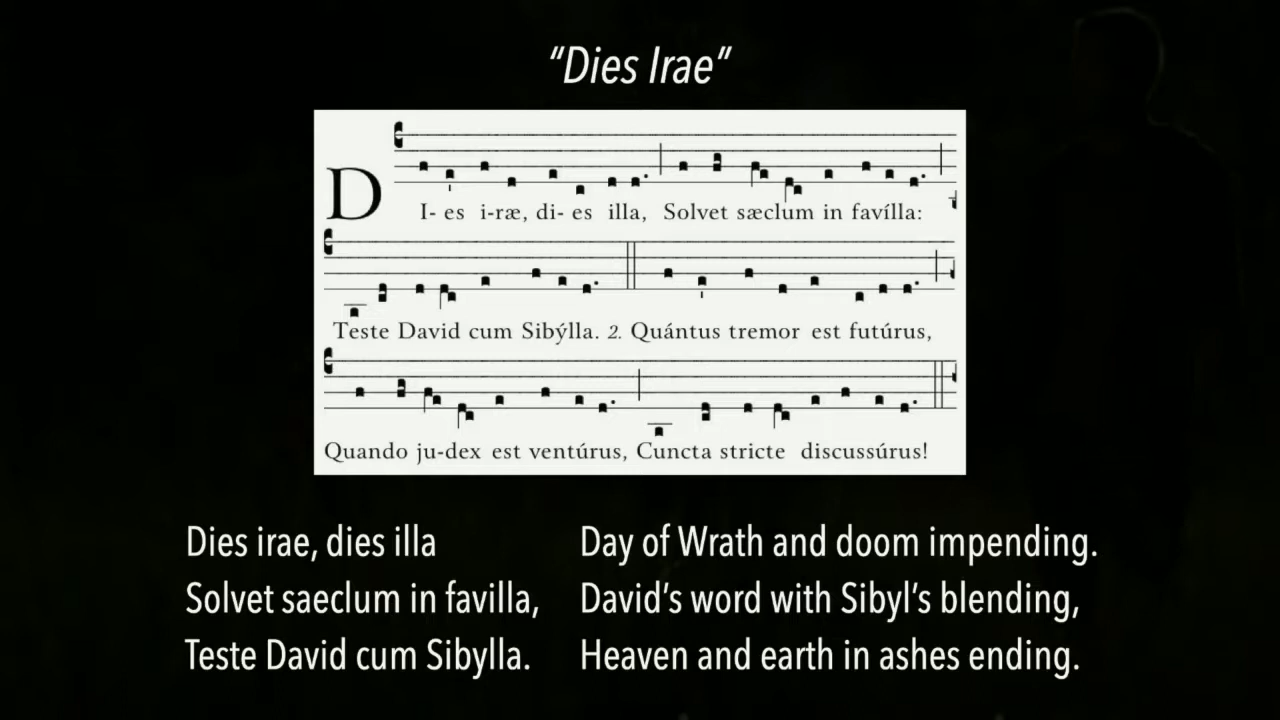 "Dies Irae"
DI- es i-ræ, di- es illa, Solvet sæclum in favílla:
Teste David cum Sibýlla. 2. Quántus tremor est futúrus,
Quando ju-dex est ventúrus, Cuncta stricte discussúrus!
Dies irae, dies illa
Solvet saeclum in favilla,
Teste David cum Sibylla.
Day of Wrath and doom impending.
David's word with Sibyl's blending,
Heaven and earth in ashes ending.